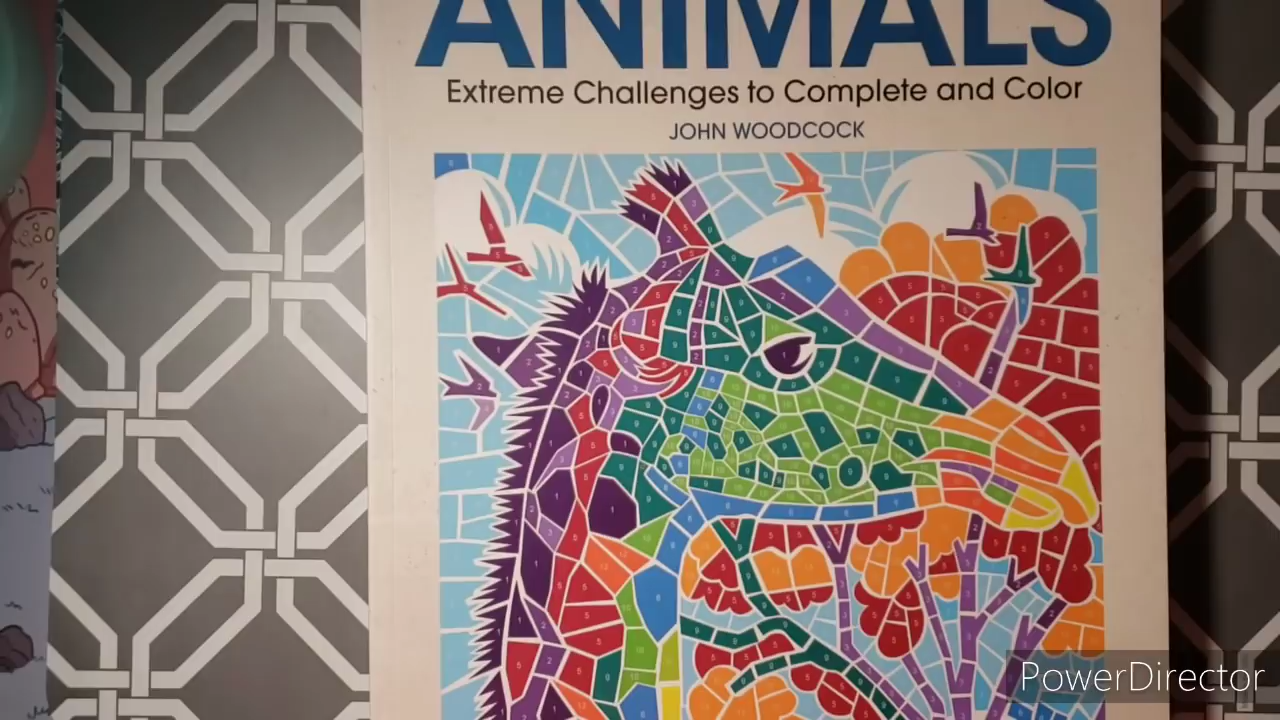 ANIMALS
Extreme Challenges to Complete and Color
JOHN WOODCOCK
PowerDirector